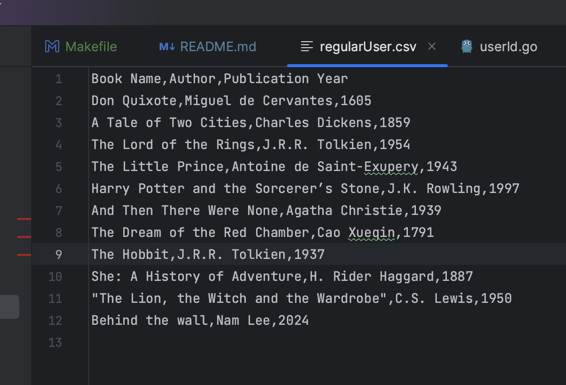 Makefile
README.md
regularUser.csv
userId.go
1 Book Name,Author,Publication Year
2 Don Quixote,Miguel de Cervantes,1605
3 A Tale of Two Cities,Charles Dickens,1859
4 The Lord of the Rings,J.R.R. Tolkien,1954
5 The Little Prince,Antoine de Saint-Exupery,1943
6 Harry Potter and the Sorcerer’s Stone,J.K. Rowling,1997
7 And Then There Were None,Agatha Christie,1939
8 The Dream of the Red Chamber,Cao Xueqin,1791
9 The Hobbit,J.R.R. Tolkien,1937
10 She: A History of Adventure,H. Rider Haggard,1887
11 "The Lion, the Witch and the Wardrobe",C.S. Lewis,1950
12 Behind the wall,Nam Lee,2024
13